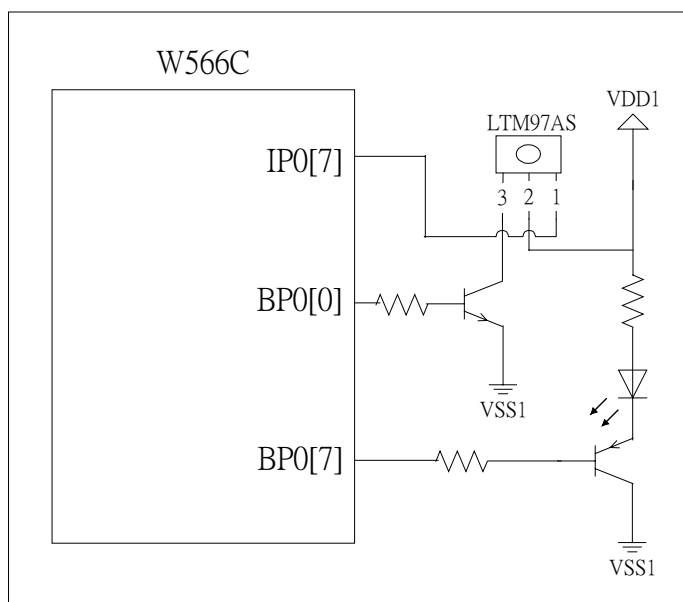 W566C
VDD1
LTM97AS
IP0[7]
3 2 1
BP0[0]
VSS1
BP0[7]
VSS1